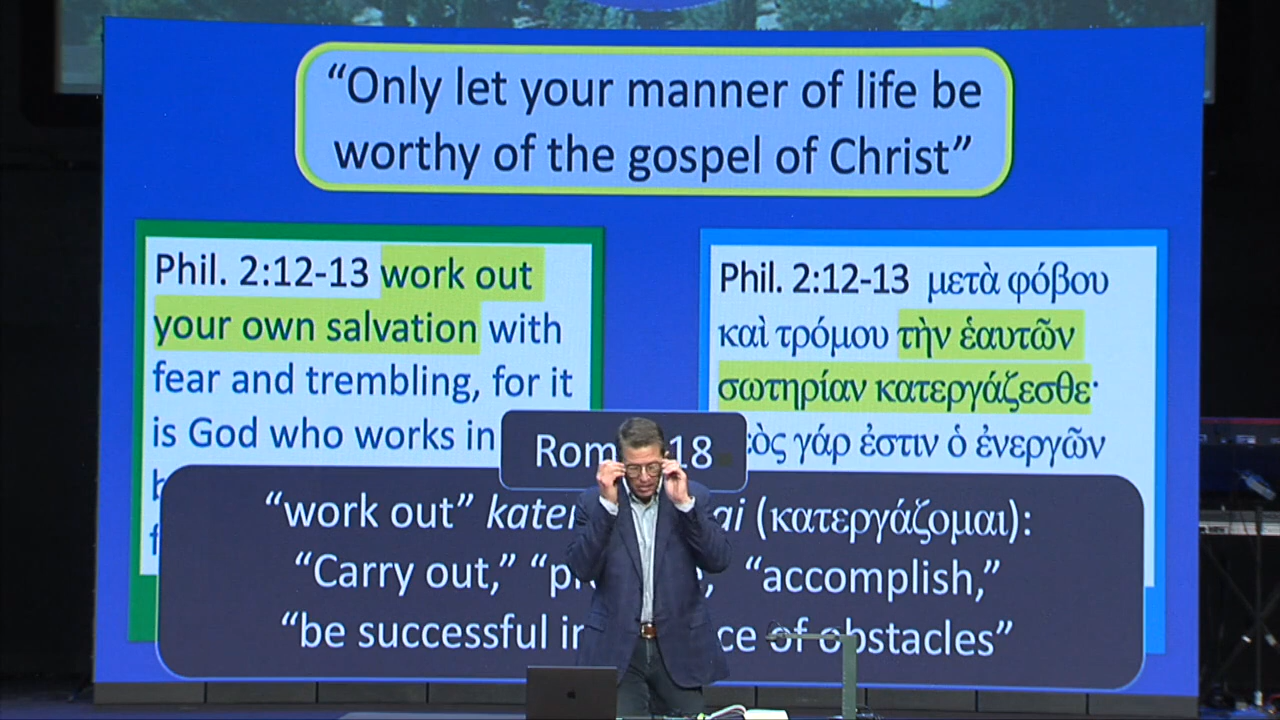 “Only let your manner of life be
worthy of the gospel of Christ”
Phil. 2:12-13 work out
your own salvation with
fear and trembling, for it
is God who works in
Phil. 2:12-13 μετὰ φόβου
καὶ τρόμου τὴν ἑαυτῶν
σωτηρίαν κατεργάζεσθε·
γάρ ἐστιν ὁ ἐνεργῶν
Rom 18
“work out” (κατεργάζομαι):
“Carry out,” “accomplish,”
“be successful obstacles”